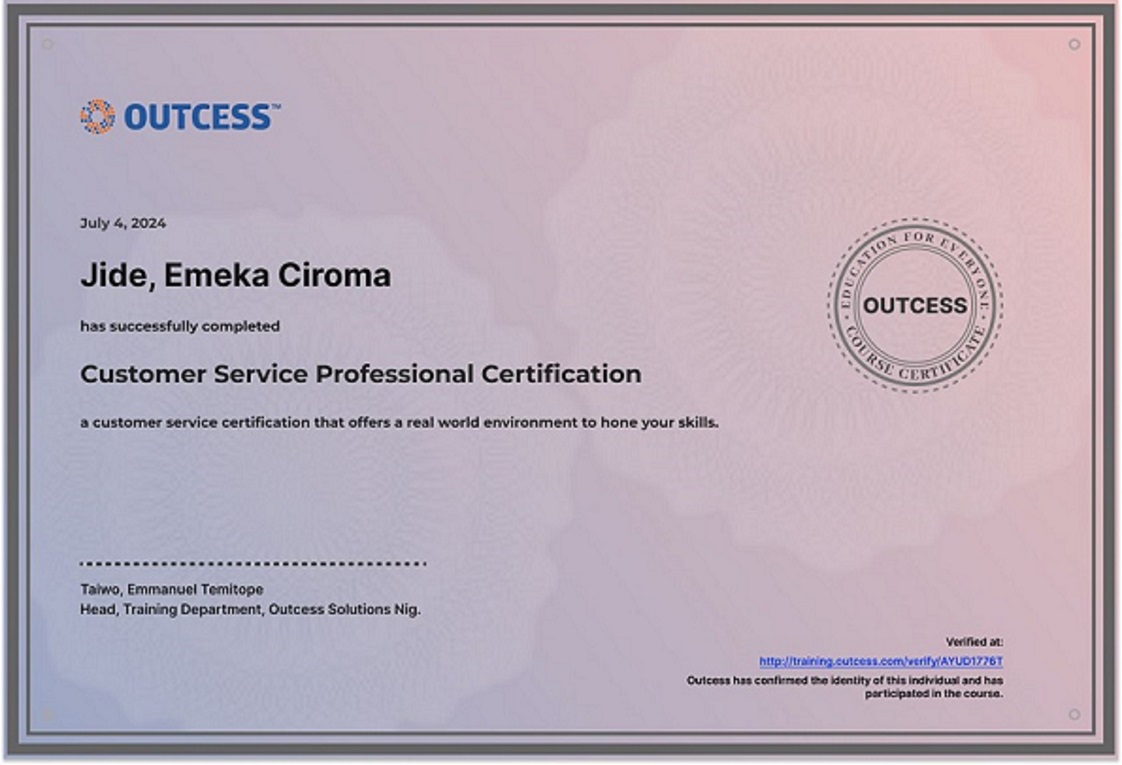 OUTCESS™
July 4, 2024
Jide, Emeka Ciroma
has successfully completed
Customer Service Professional Certification
a customer service certification that offers a real world environment to hone your skills.
EDUCATION FOR EVERYONE
OUTCESS
COURSE CERTIFICATE
Taiwo, Emmanuel Temitope
Head, Training Department, Outcess Solutions Nig.
Verified at:
http://training.outcess.com/verify/AYUD1776T
Outcess has confirmed the identity of this individual and has
participated in the course.